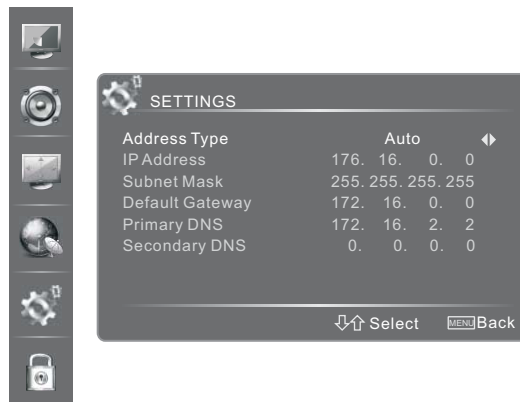 SETTINGS
Address Type Auto
IP Address 176. 16. 0. 0
Subnet Mask 255. 255. 255. 255
Default Gateway 172. 16. 0. 0
Primary DNS 172. 16. 2. 2
Secondary DNS 0. 0. 0. 0
Select MENU Back